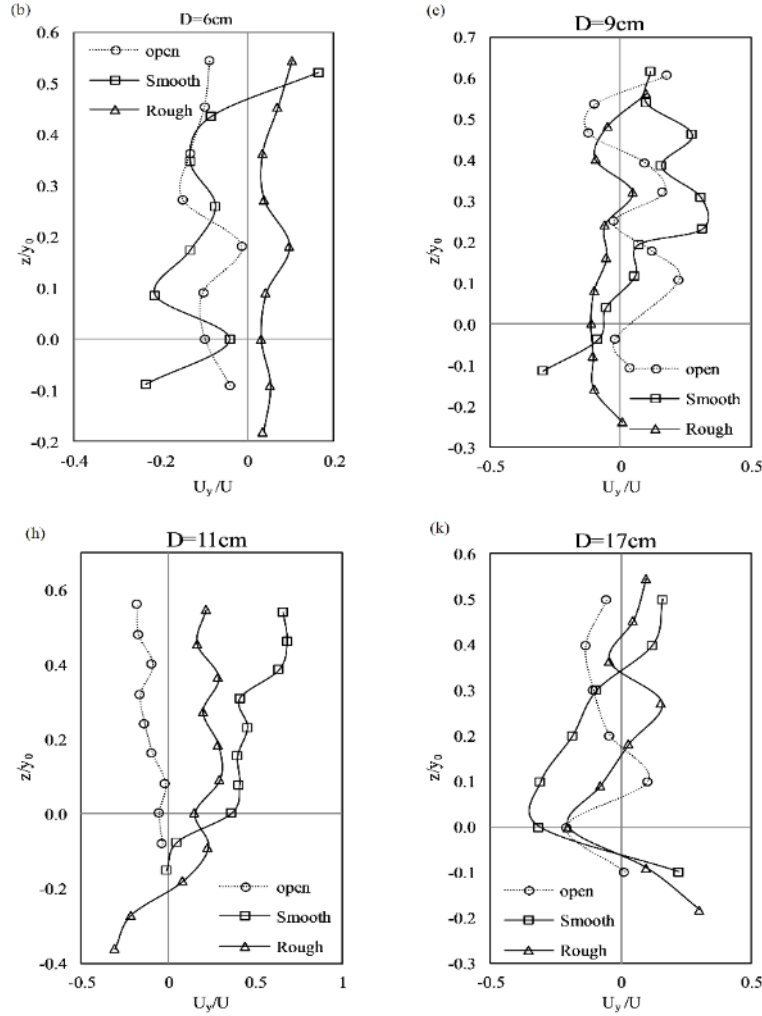 (b)
D=6cm
0.6
0.5
0.4
0.3
0.2
0.1
0.0
-0.1
-0.2
z/y₀
open
Smooth
Rough
-0.4
-0.2
0
0.2
Uᵧ/U
(e)
D=9cm
0.7
0.6
0.5
0.4
0.3
0.2
0.1
0.0
-0.1
-0.2
-0.3
z/y₀
open
Smooth
Rough
-0.5
0
0.5
Uᵧ/U
(h)
D=11cm
0.6
0.4
0.2
0.0
-0.2
-0.4
z/y₀
open
Smooth
Rough
-0.5
0
0.5
1
Uᵧ/U
(k)
D=17cm
0.6
0.5
0.4
0.3
0.2
0.1
0.0
-0.1
-0.2
-0.3
z/y₀
open
Smooth
Rough
-0.5
0
0.5
Uᵧ/U